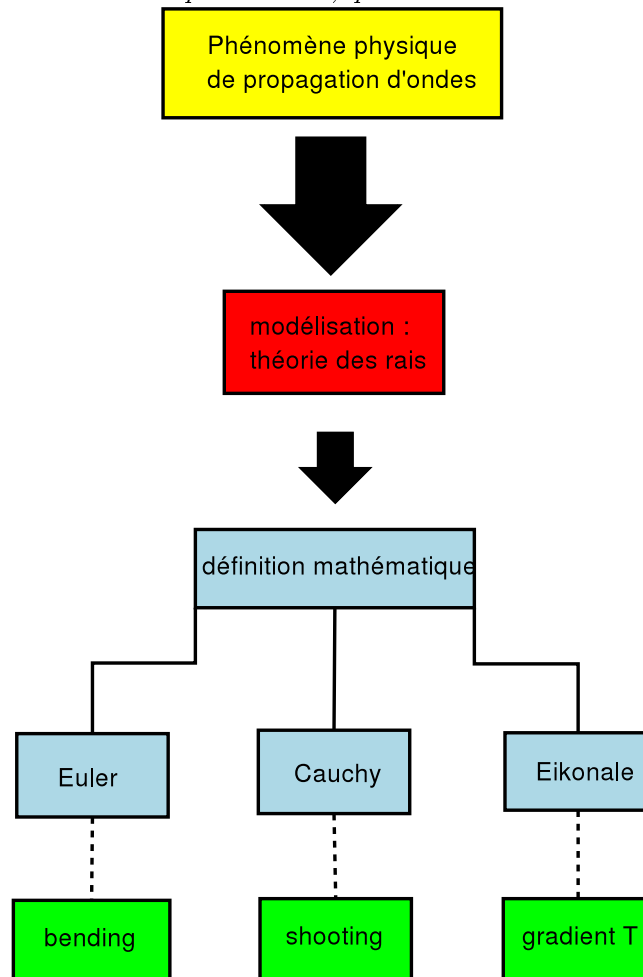 Phénomène physique
de propagation d'ondes
modélisation :
théorie des rais
définition mathématique
Euler
Cauchy
Eikonale
bending
shooting
gradient T